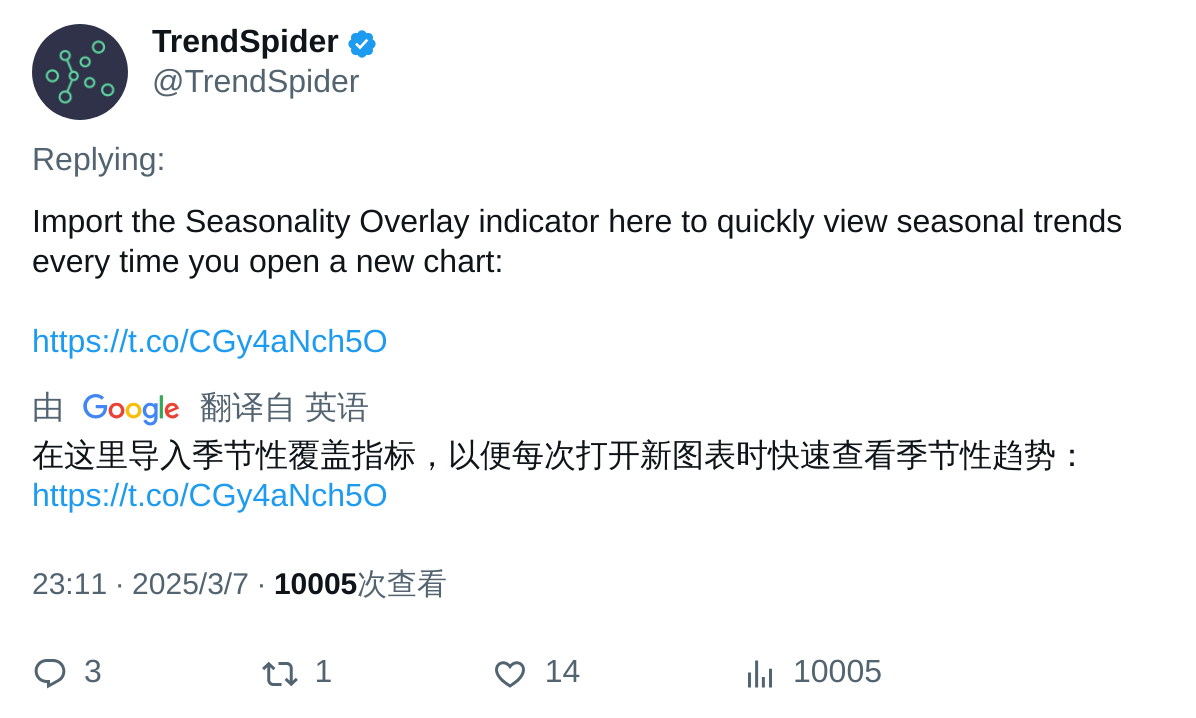 TrendSpider
@TrendSpider
Replying:
Import the Seasonality Overlay indicator here to quickly view seasonal trends
every time you open a new chart:
https://t.co/CGy4aNch5O
由 Google 翻译自 英语
在这里导入季节性覆盖指标，以便每次打开新图表时快速查看季节性趋势：
https://t.co/CGy4aNch5O
23:11 · 2025/3/7 · 10005次查看
3 1 14 10005